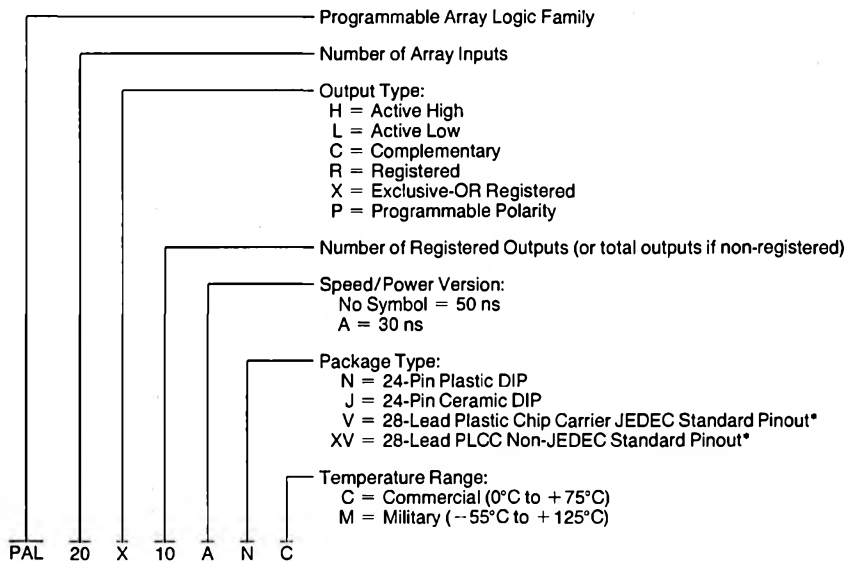 Programmable Array Logic Family
Number of Array Inputs
Output Type:
H = Active High
L = Active Low
C = Complementary
R = Registered
X = Exclusive-OR Registered
P = Programmable Polarity
Number of Registered Outputs (or total outputs if non-registered)
Speed/Power Version:
No Symbol = 50 ns
A = 30 ns
Package Type:
N = 24-Pin Plastic DIP
J = 24-Pin Ceramic DIP
V = 28-Lead Plastic Chip Carrier JEDEC Standard Pinout*
XV = 28-Lead PLCC Non-JEDEC Standard Pinout*
Temperature Range:
C = Commercial (0°C to +75°C)
M = Military (−55°C to +125°C)
PAL 20 X 10 A N C